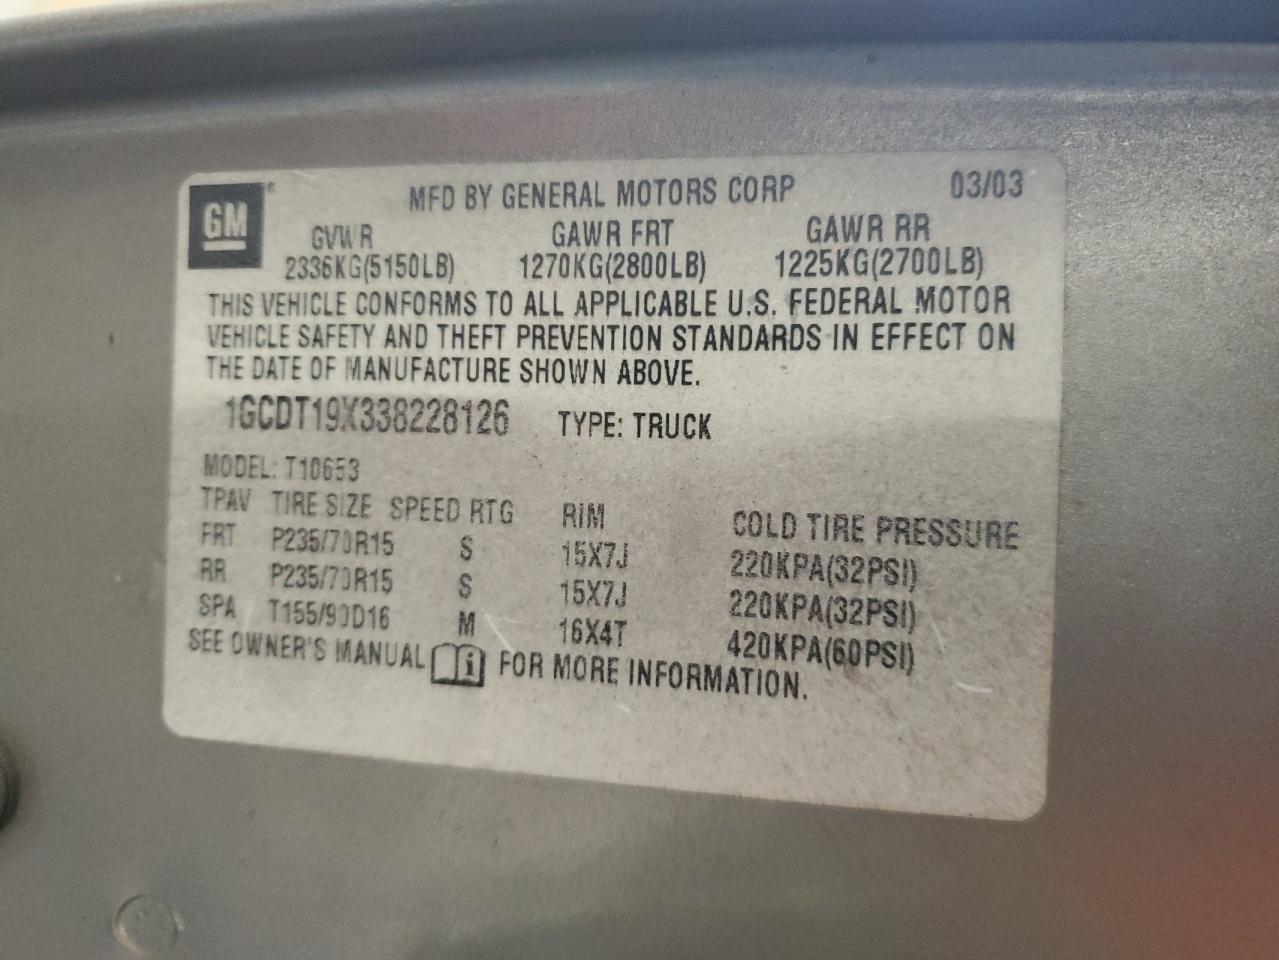 GM ® MFD BY GENERAL MOTORS CORP 03/03
GVWR GAWR FRT GAWR RR
2336KG(5150LB) 1270KG(2800LB) 1225KG(2700LB)
THIS VEHICLE CONFORMS TO ALL APPLICABLE U.S. FEDERAL MOTOR
VEHICLE SAFETY AND THEFT PREVENTION STANDARDS IN EFFECT ON
THE DATE OF MANUFACTURE SHOWN ABOVE.
1GCDT19X338228126 TYPE: TRUCK
MODEL: T10653
TPAV TIRE SIZE SPEED RTG RIM COLD TIRE PRESSURE
FRT P235/70R15 S 15X7J 220KPA(32PSI)
RR P235/70R15 S 15X7J 220KPA(32PSI)
SPA T155/90D16 M 16X4T 420KPA(60PSI)
SEE OWNER'S MANUAL i FOR MORE INFORMATION.